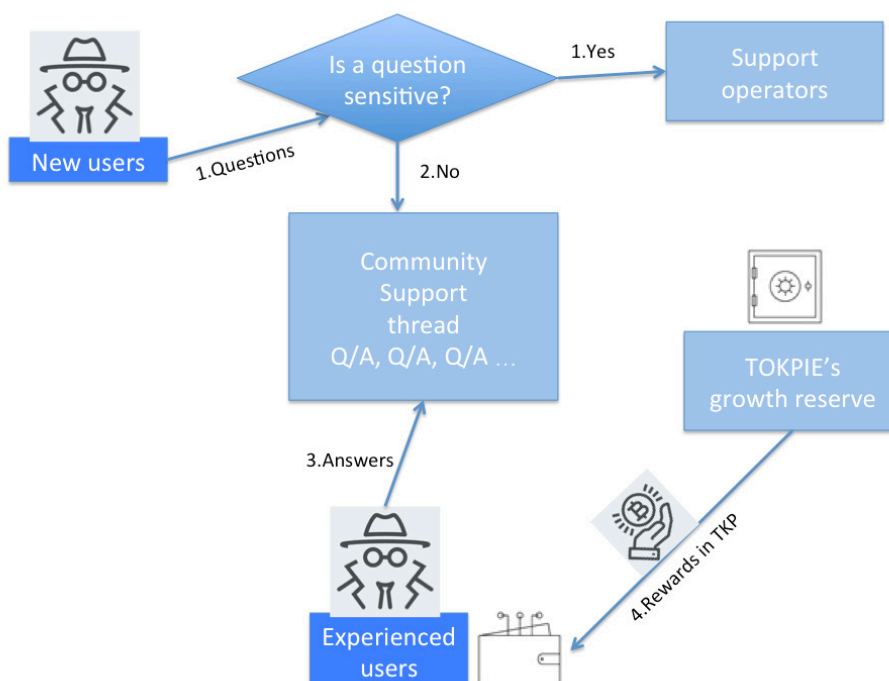 Is a question
sensitive?
1.Yes
Support
operators
New users
1.Questions
2.No
Community
Support
thread
Q/A, Q/A, Q/A ...
TOKPIE's
growth reserve
3.Answers
4.Rewards in TKP
Experienced
users